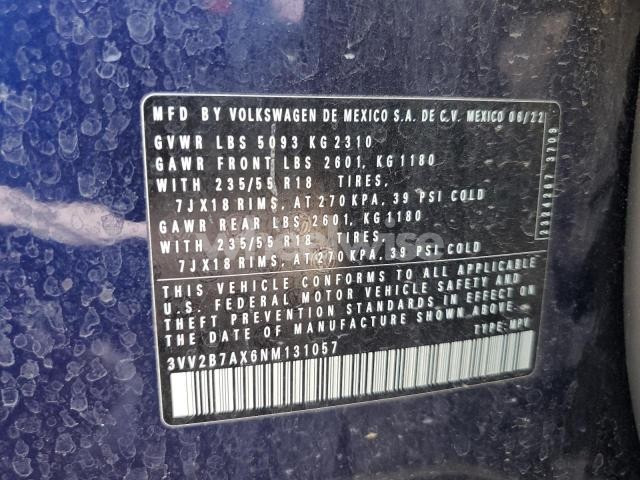 MFD BY VOLKSWAGEN DE MEXICO S.A. DE C.V. MEXICO 06/22
GVWR LBS 5093 KG 2310
GAWR FRONT LBS 2601, KG 1180
WITH 235/55 R18 TIRES,
7JX18 RIMS, AT 270 KPA, 39 PSI COLD
GAWR REAR LBS 2601, KG 1180
WITH 235/55 R18 TIRES,
7JX18 RIMS, AT 270 KPA, 39 PSI COLD
THIS VEHICLE CONFORMS TO ALL APPLICABLE
U.S. FEDERAL MOTOR VEHICLE SAFETY AND
THEFT PREVENTION STANDARDS IN EFFECT ON
THE DATE OF MANUFACTURE SHOWN ABOVE.
3VV2B7AX6NM131057
TYPE: MPV
3709